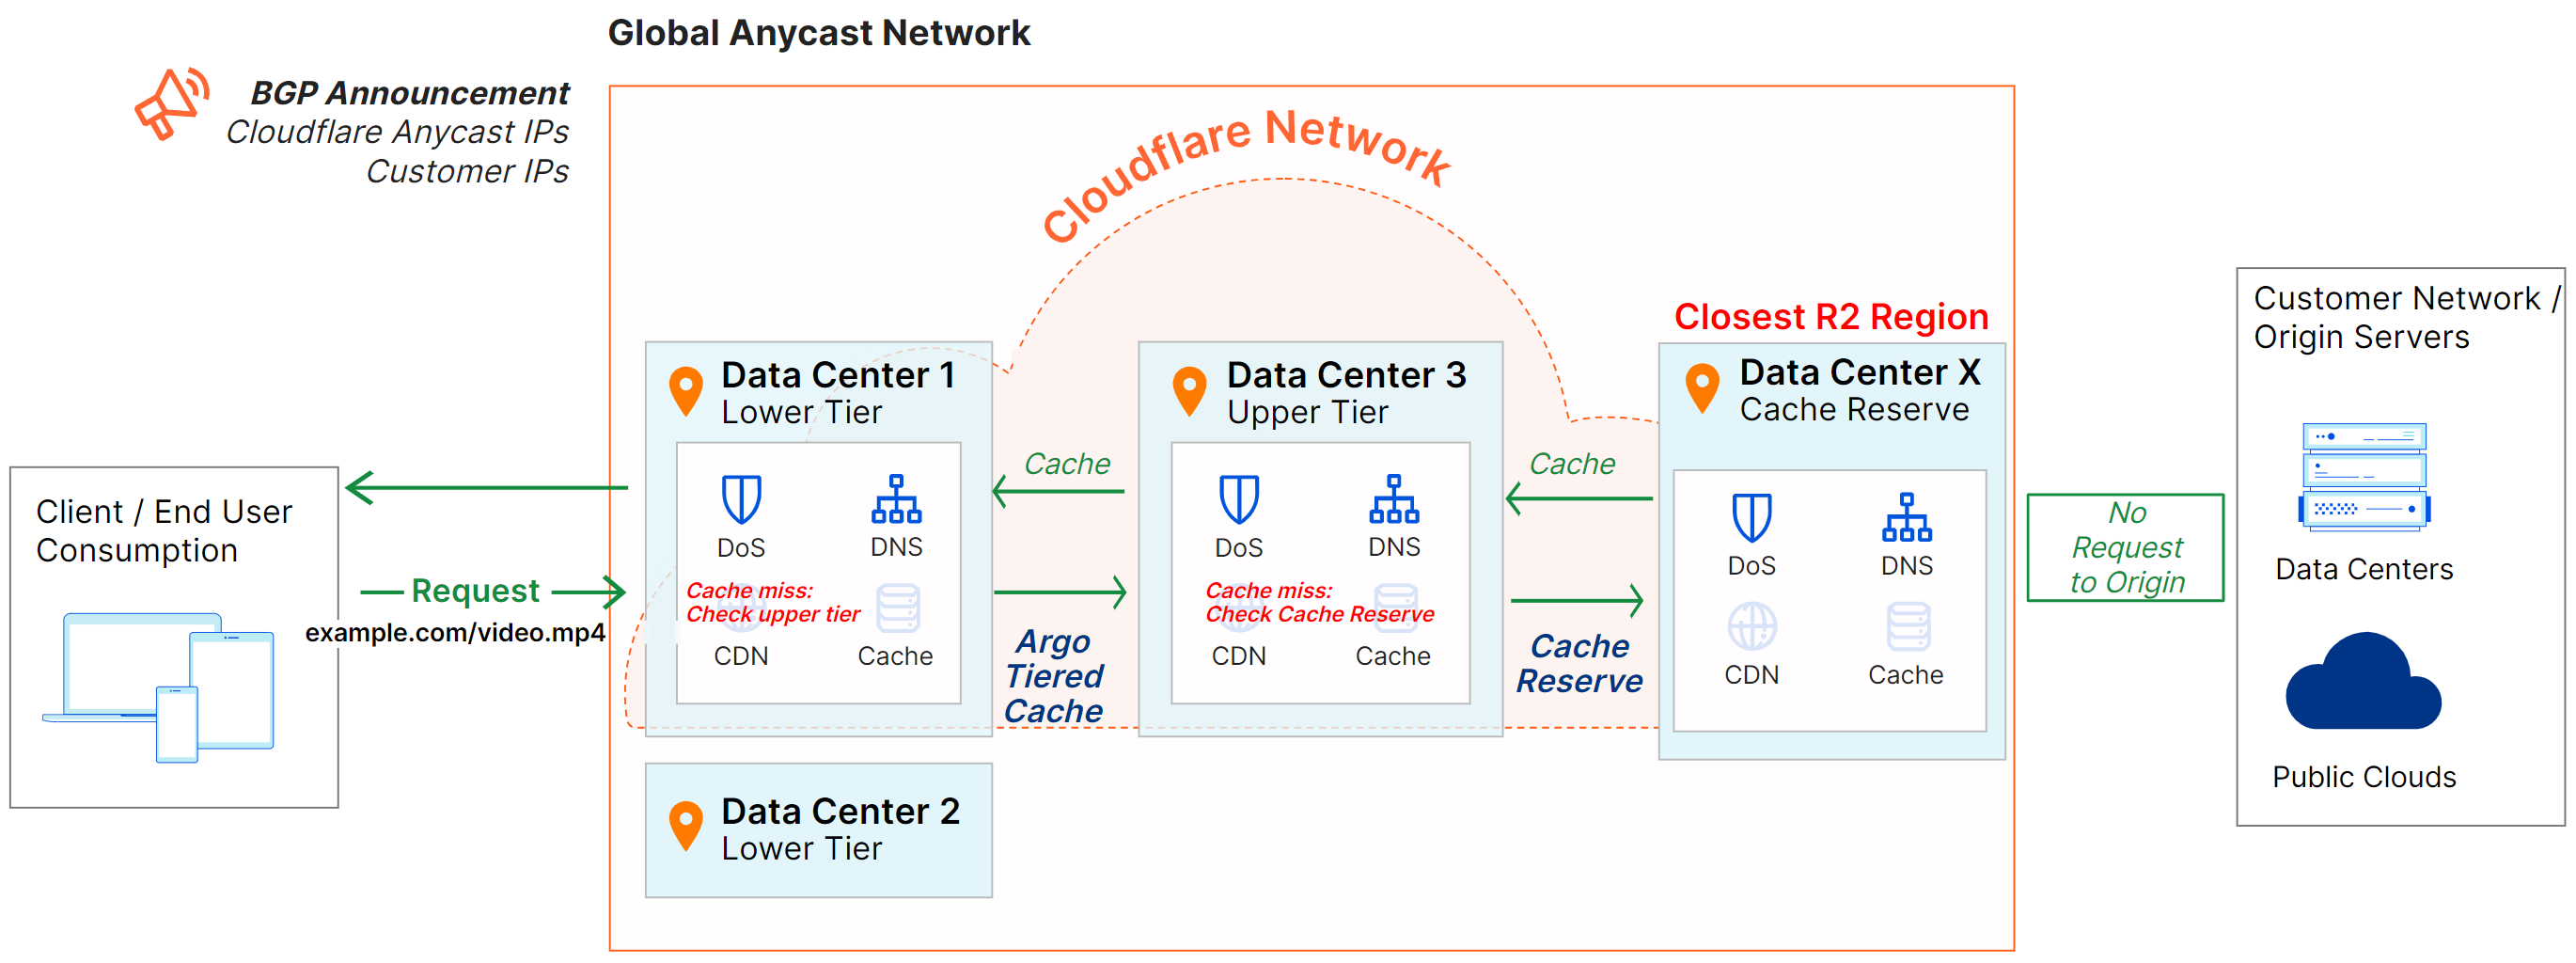 Global Anycast Network
BGP Announcement
Cloudflare Anycast IPs
Customer IPs
Cloudflare Network
Client / End User
Consumption
Request
example.com/video.mp4
Data Center 1
Lower Tier
DoS
DNS
Cache miss:
Check upper tier
CDN
Cache
Data Center 2
Lower Tier
Cache
Argo
Tiered
Cache
Data Center 3
Upper Tier
DoS
DNS
Cache miss:
Check Cache Reserve
CDN
Cache
Cache
Cache
Reserve
Closest R2 Region
Data Center X
Cache Reserve
DoS
DNS
CDN
Cache
No
Request
to Origin
Customer Network /
Origin Servers
Data Centers
Public Clouds